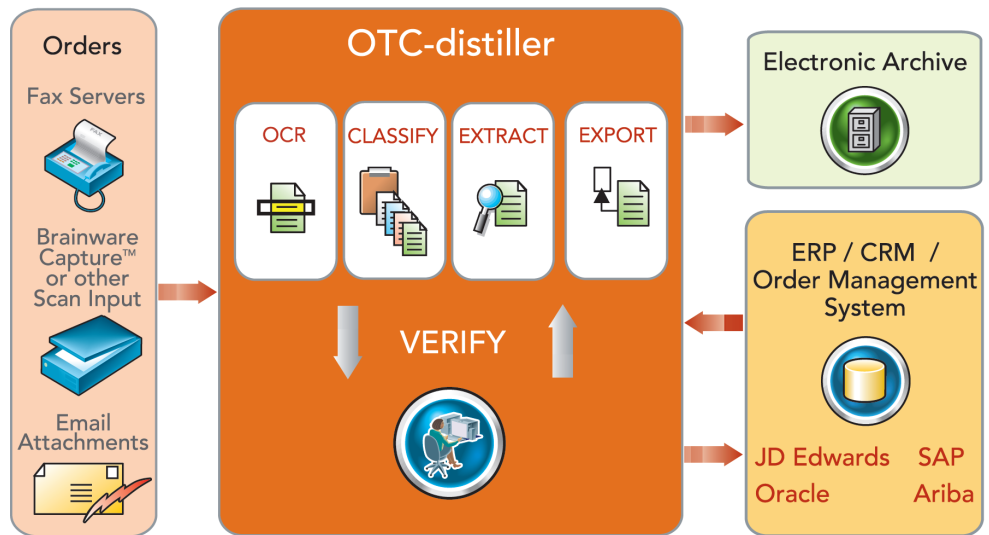 Orders
Fax Servers
FAX
Brainware
Capture™
or other
Scan Input
Email
Attachments
OTC-distiller
OCR
CLASSIFY
EXTRACT
EXPORT
VERIFY
Electronic Archive
ERP / CRM /
Order Management
System
JD Edwards SAP
Oracle Ariba